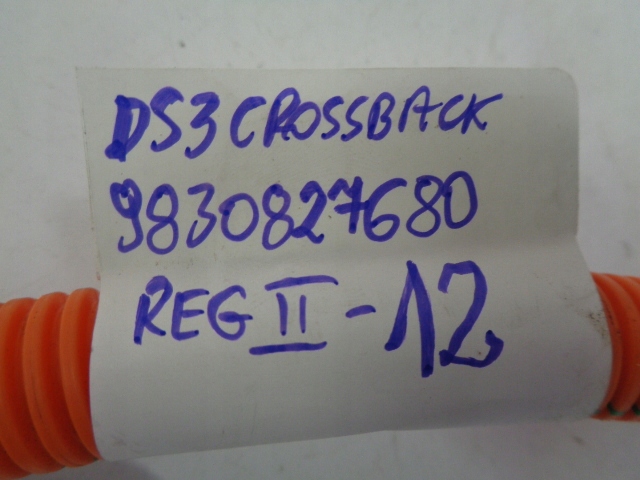 DS3 CROSSBACK
9830827680
REG II - 12